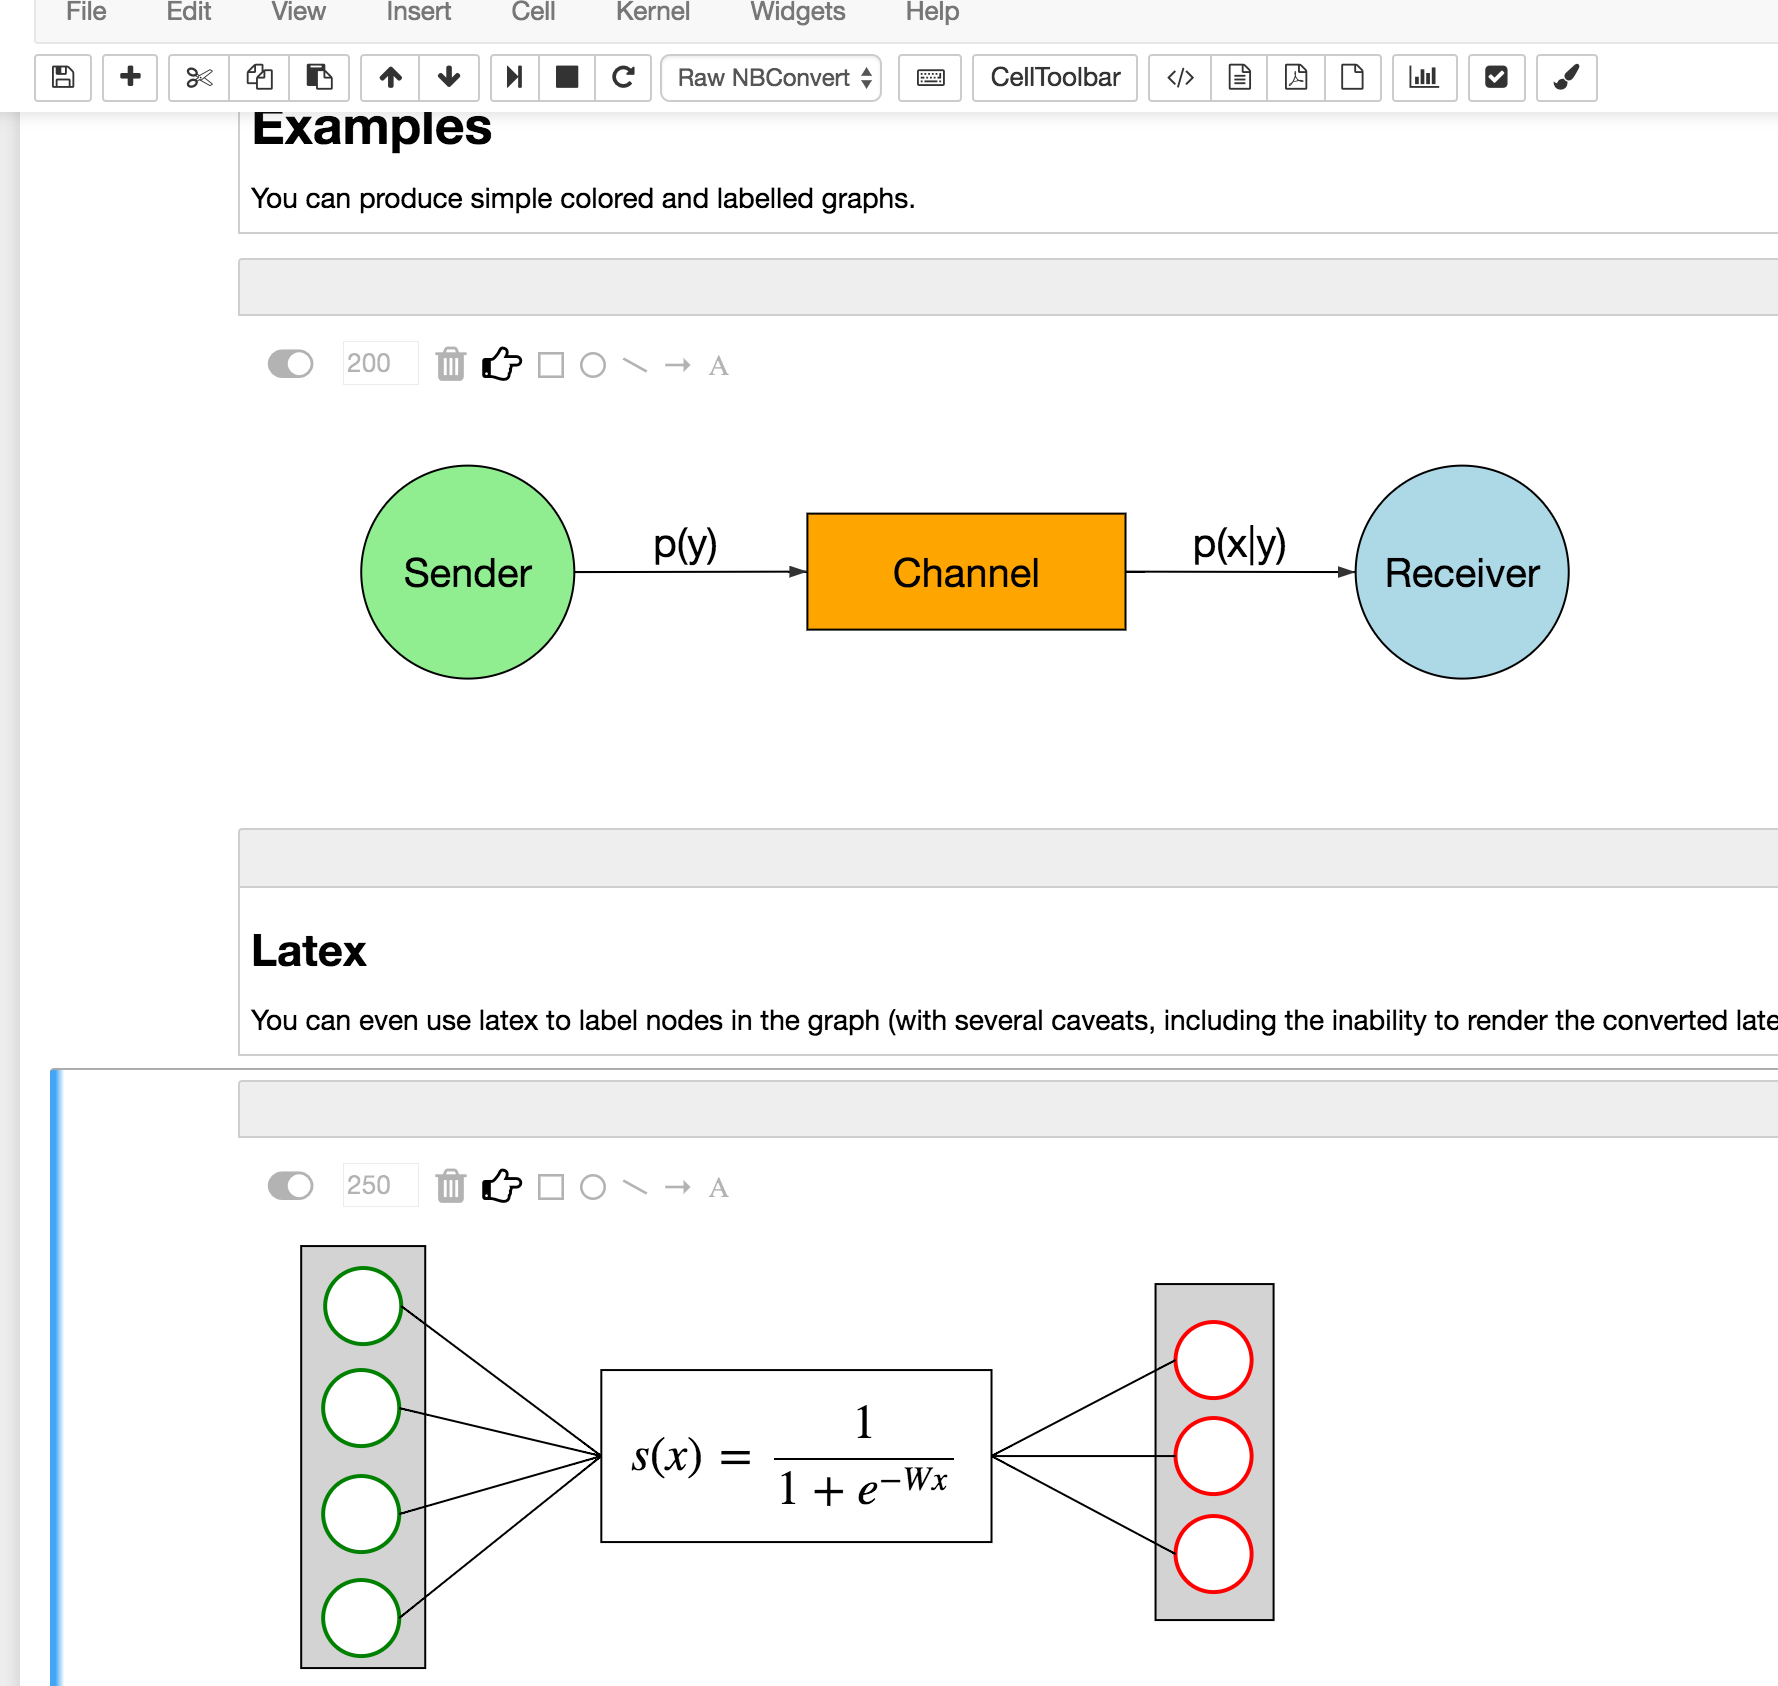 File Edit View Insert Cell Kernel Widgets Help
Raw NBConvert CellToolbar
Examples
You can produce simple colored and labelled graphs.
200 A
Sender p(y) Channel p(x|y) Receiver
Latex
You can even use latex to label nodes in the graph (with several caveats, including the inability to render the converted late
250 A
s(x) = 1 / 1 + e^{-Wx}